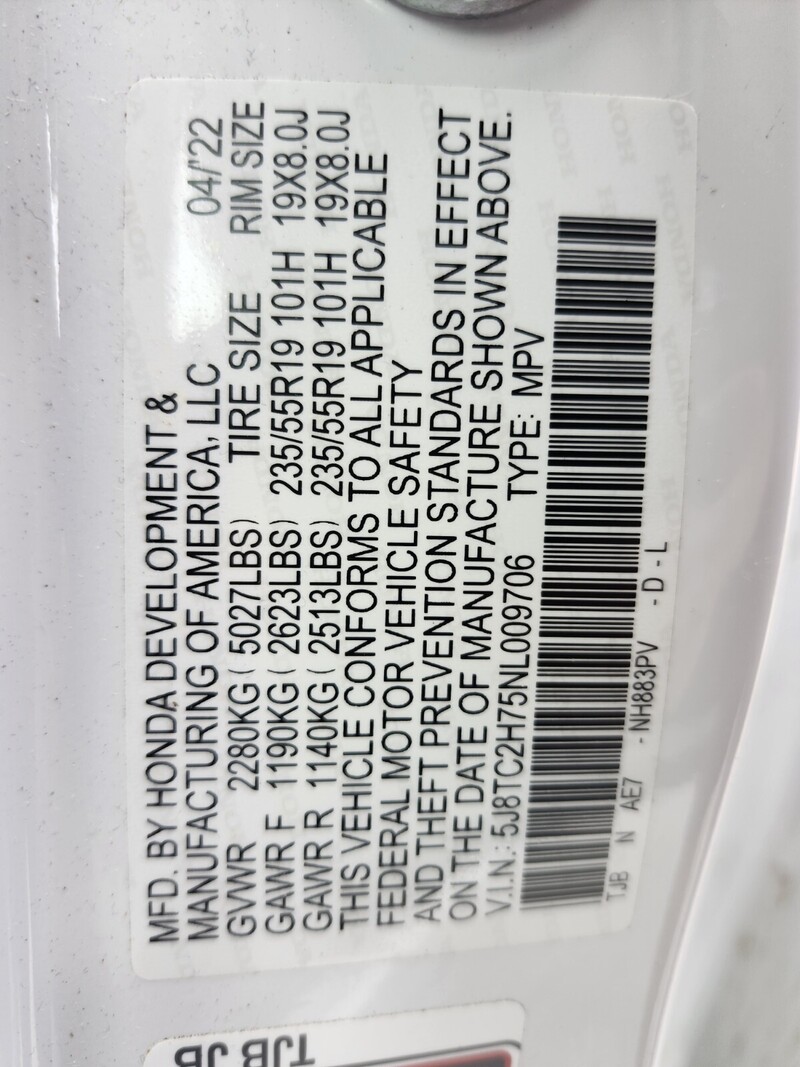 MFD. BY HONDA DEVELOPMENT &
MANUFACTURING OF AMERICA, LLC 04/'22
GVWR 2280KG ( 5027LBS) TIRE SIZE RIM SIZE
GAWR F 1190KG ( 2623LBS) 235/55R19 101H 19X8.0J
GAWR R 1140KG ( 2513LBS) 235/55R19 101H 19X8.0J
THIS VEHICLE CONFORMS TO ALL APPLICABLE
FEDERAL MOTOR VEHICLE SAFETY
AND THEFT PREVENTION STANDARDS IN EFFECT
ON THE DATE OF MANUFACTURE SHOWN ABOVE.
V.I.N.: 5J8TC2H75NL009706 TYPE: MPV
TJB N AE7 - NH883PV - D - L
TJB JB